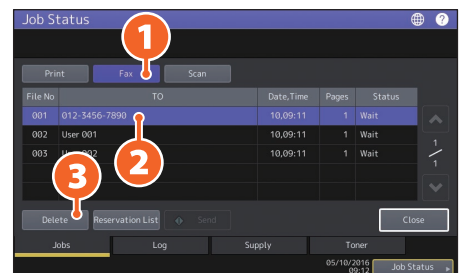 Job Status
?
1
Print Fax Scan
File No TO Date,Time Pages Status
001 012-3456-7890 10,09:11 1 Wait
002 User 001 10,09:11 1 Wait
003 User 002 10,09:11 1 Wait
2
1/1
3
Delete Reservation List Send Close
Jobs Log Supply Toner
05/10/2016
09:12
Job Status